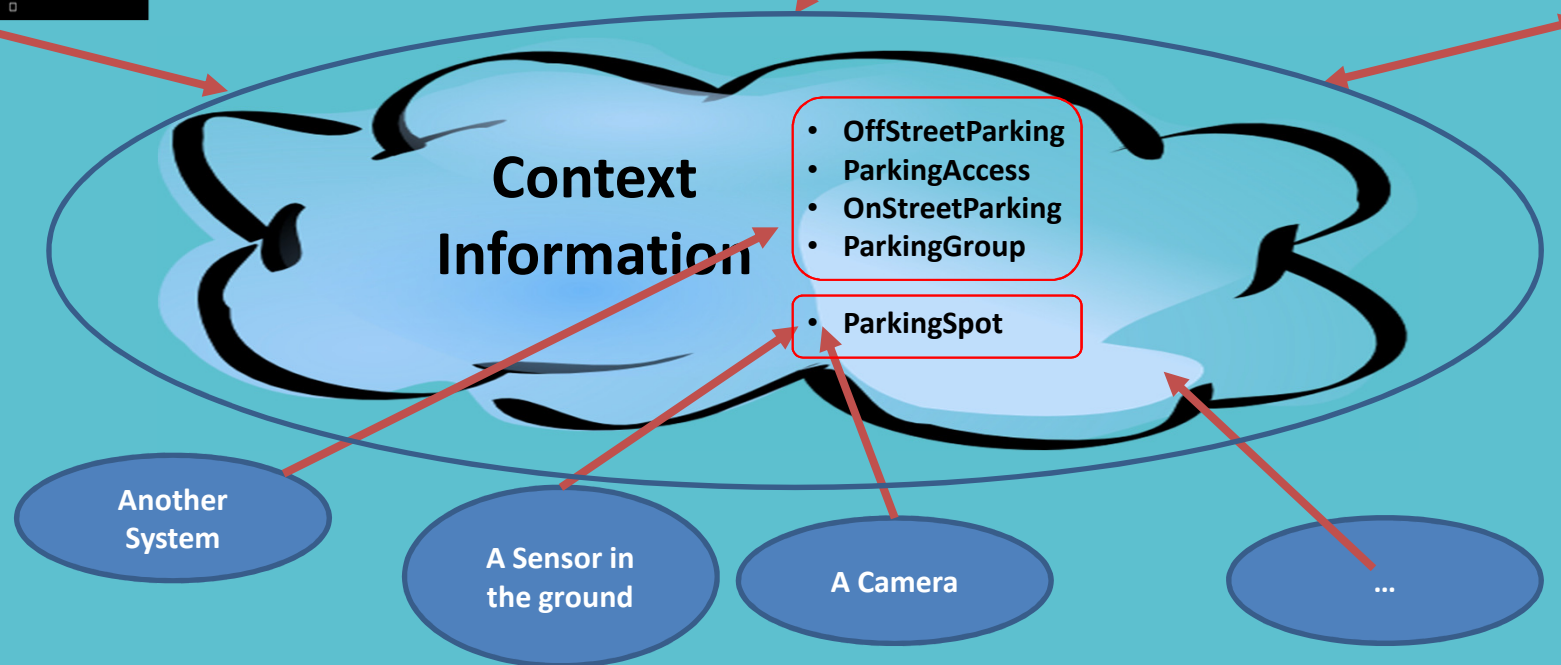 Context
Information
• OffStreetParking
• ParkingAccess
• OnStreetParking
• ParkingGroup
• ParkingSpot
Another
System
A Sensor in
the ground
A Camera
...